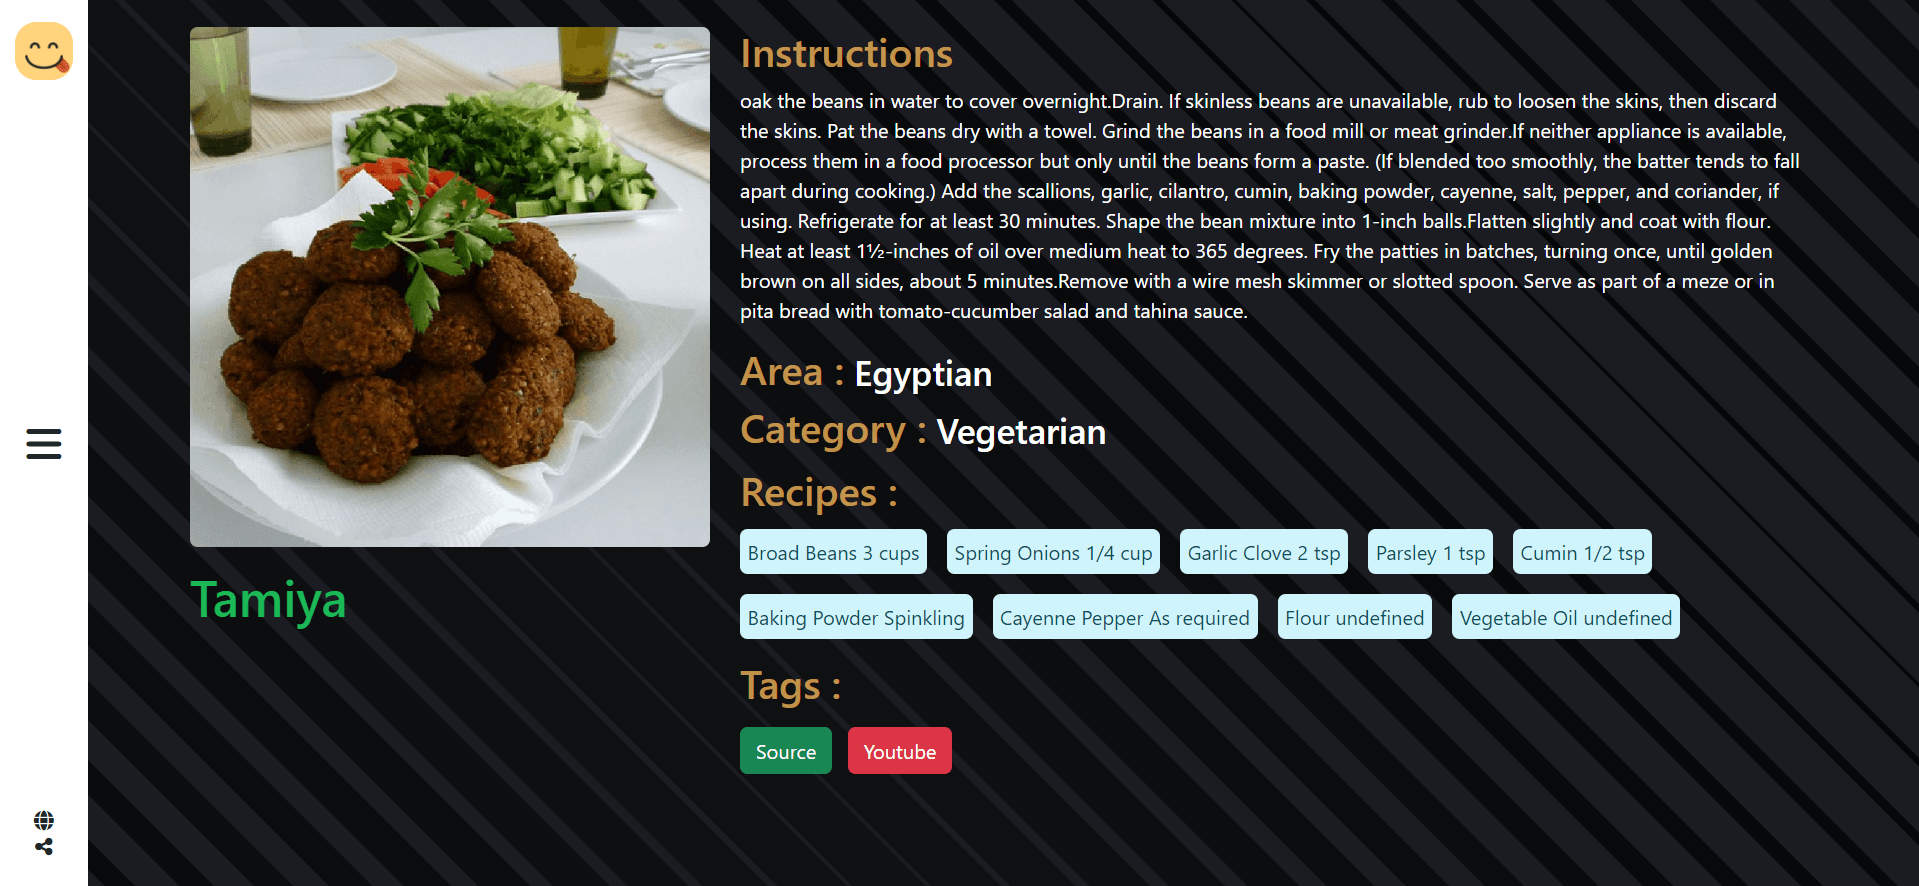 Instructions
oak the beans in water to cover overnight.Drain. If skinless beans are unavailable, rub to loosen the skins, then discard
the skins. Pat the beans dry with a towel. Grind the beans in a food mill or meat grinder.If neither appliance is available,
process them in a food processor but only until the beans form a paste. (If blended too smoothly, the batter tends to fall
apart during cooking.) Add the scallions, garlic, cilantro, cumin, baking powder, cayenne, salt, pepper, and coriander, if
using. Refrigerate for at least 30 minutes. Shape the bean mixture into 1-inch balls.Flatten slightly and coat with flour.
Heat at least 1½-inches of oil over medium heat to 365 degrees. Fry the patties in batches, turning once, until golden
brown on all sides, about 5 minutes.Remove with a wire mesh skimmer or slotted spoon. Serve as part of a meze or in
pita bread with tomato-cucumber salad and tahina sauce.
Area : Egyptian
Category : Vegetarian
Recipes :
Broad Beans 3 cups Spring Onions 1/4 cup Garlic Clove 2 tsp Parsley 1 tsp Cumin 1/2 tsp
Baking Powder Spinkling Cayenne Pepper As required Flour undefined Vegetable Oil undefined
Tags :
Source Youtube
Tamiya